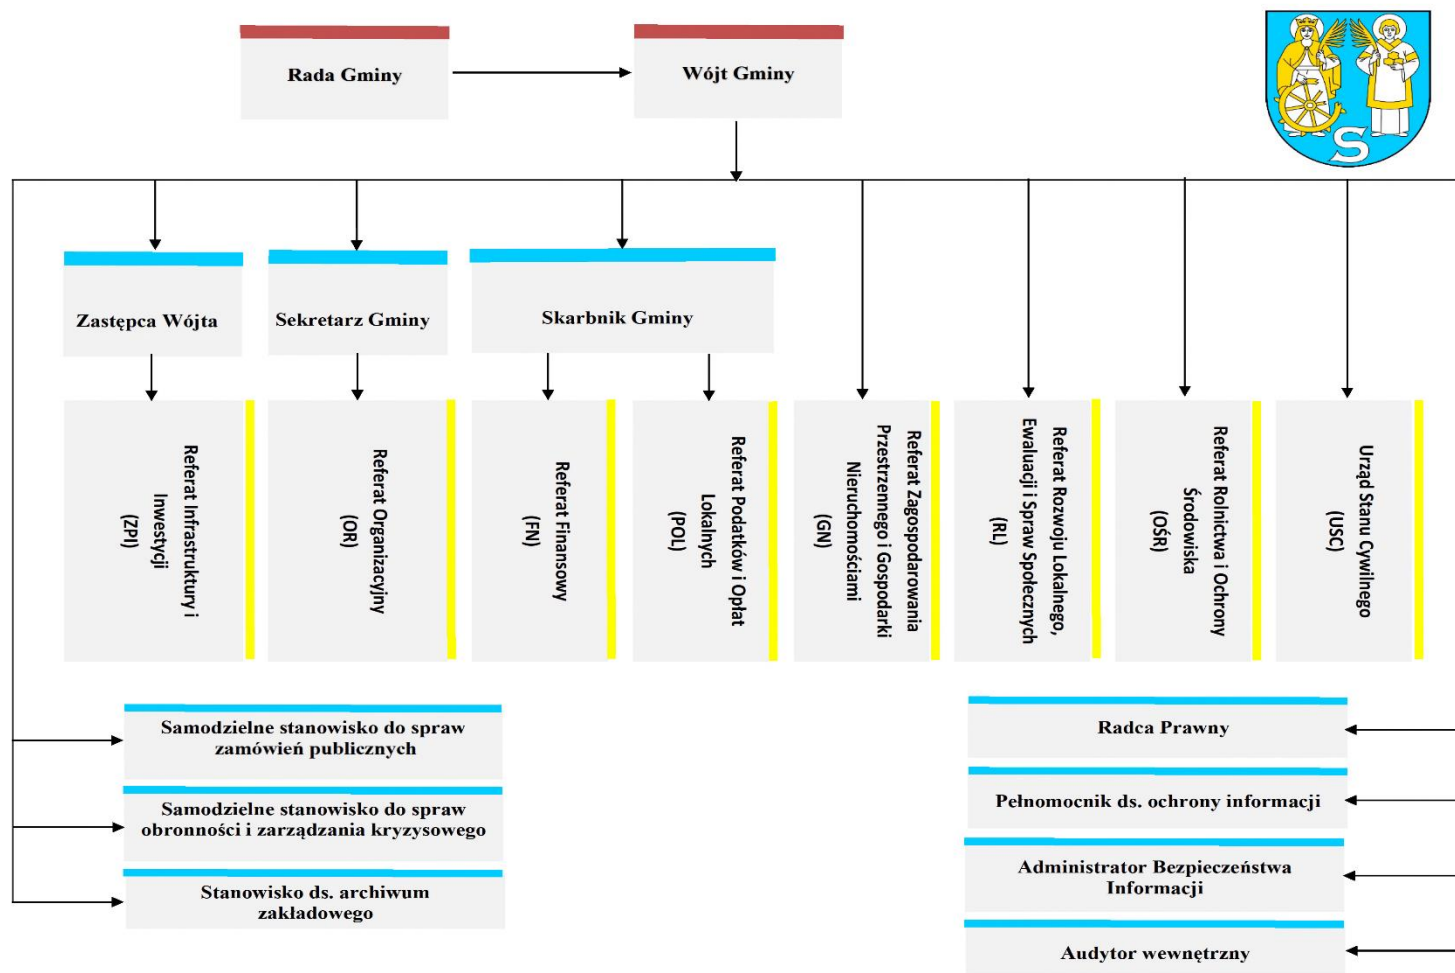 Rada Gminy
Wójt Gminy
S
Zastępca Wójta
Sekretarz Gminy
Skarbnik Gminy
Referat Infrastruktury i
Inwestycji
(ZPI)
Referat Organizacyjny
(OR)
Referat Finansowy
(FN)
Referat Podatków i Opłat
Lokalnych
(POL)
Referat Zagospodarowania
Przestrzennego i Gospodarki
Nieruchomościami
(GN)
Referat Rozwoju Lokalnego,
Ewaluacji i Spraw Społecznych
(RL)
Referat Rolnictwa i Ochrony
Środowiska
(OŚR)
Urząd Stanu Cywilnego
(USC)
Samodzielne stanowisko do spraw
zamówień publicznych
Samodzielne stanowisko do spraw
obronności i zarządzania kryzysowego
Stanowisko ds. archiwum
zakładowego
Radca Prawny
Pełnomocnik ds. ochrony informacji
Administrator Bezpieczeństwa
Informacji
Audytor wewnętrzny